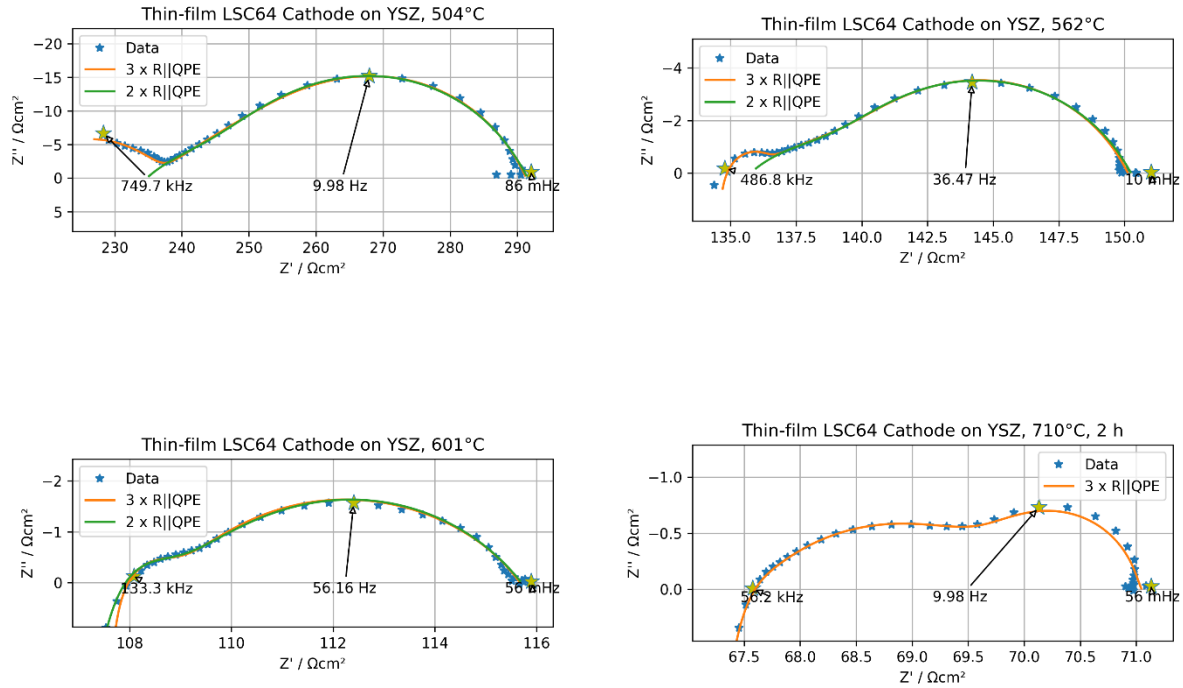 Thin-film LSC64 Cathode on YSZ, 504°C
Data
3 x R||QPE
2 x R||QPE
−20
−15
−10
−5
0
5
Z'' / Ωcm²
749.7 kHz
9.98 Hz
86 mHz
230
240
250
260
270
280
290
Z' / Ωcm²
Thin-film LSC64 Cathode on YSZ, 562°C
Data
3 x R||QPE
2 x R||QPE
−4
−2
0
Z'' / Ωcm²
486.8 kHz
36.47 Hz
10 mHz
135.0
137.5
140.0
142.5
145.0
147.5
150.0
Z' / Ωcm²
Thin-film LSC64 Cathode on YSZ, 601°C
Data
3 x R||QPE
2 x R||QPE
−2
−1
0
Z'' / Ωcm²
133.3 kHz
56.16 Hz
56 mHz
108
110
112
114
116
Z' / Ωcm²
Thin-film LSC64 Cathode on YSZ, 710°C, 2 h
Data
3 x R||QPE
−1.0
−0.5
0.0
Z'' / Ωcm²
56.2 kHz
9.98 Hz
56 mHz
67.5
68.0
68.5
69.0
69.5
70.0
70.5
71.0
Z' / Ωcm²